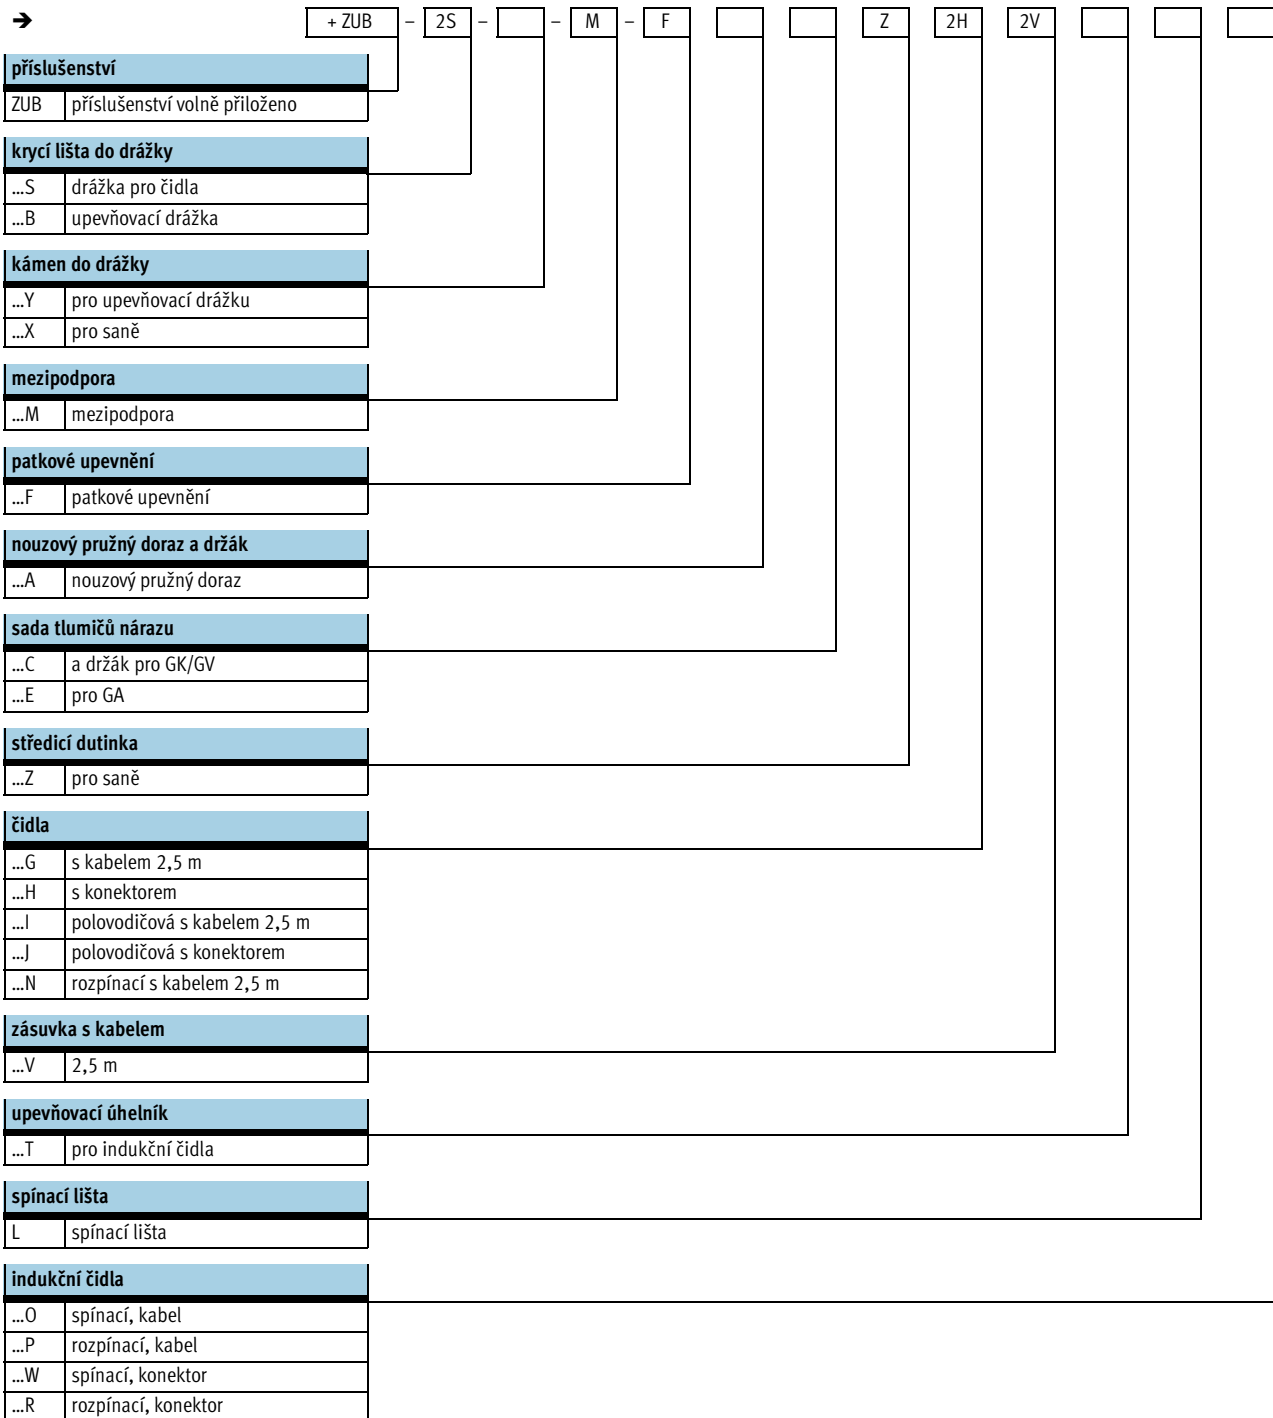 ➔ + ZUB – 2S – – M – F Z 2H 2V
příslušenství
ZUB příslušenství volně přiloženo
krycí lišta do drážky
...S drážka pro čidla
...B upevňovací drážka
kámen do drážky
...Y pro upevňovací drážku
...X pro saně
mezipodpora
...M mezipodpora
patkové upevnění
...F patkové upevnění
nouzový pružný doraz a držák
...A nouzový pružný doraz
sada tlumičů nárazu
...C a držák pro GK/GV
...E pro GA
středicí dutinka
...Z pro saně
čidla
...G s kabelem 2,5 m
...H s konektorem
...I polovodičová s kabelem 2,5 m
...J polovodičová s konektorem
...N rozpínací s kabelem 2,5 m
zásuvka s kabelem
...V 2,5 m
upevňovací úhelník
...T pro indukční čidla
spínací lišta
L spínací lišta
indukční čidla
...O spínací, kabel
...P rozpínací, kabel
...W spínací, konektor
...R rozpínací, konektor